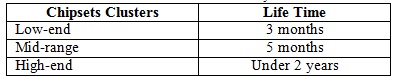 Chipsets Clusters Life Time
Low-end 3 months
Mid-range 5 months
High-end Under 2 years